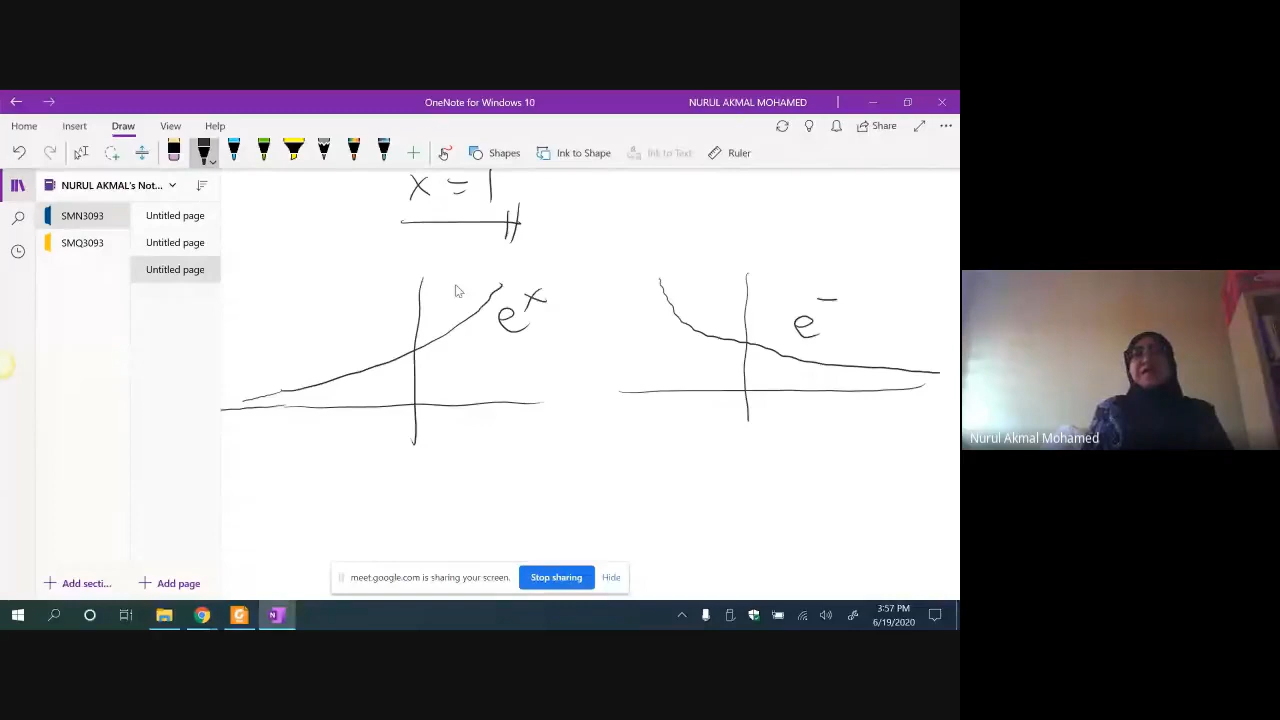 OneNote for Windows 10
NURUL AKMAL MOHAMED
Home Insert Draw View Help
Share
Shapes
Ink to Shape
Ink to Text
Ruler
NURUL AKMAL's Not...
SMN3093
SMQ3093
Untitled page
Untitled page
Untitled page
x = 1
e^x
e^-
Nurul Akmal Mohamed
Add secti...
Add page
meet.google.com is sharing your screen.
Stop sharing
Hide
3:57 PM
6/19/2020